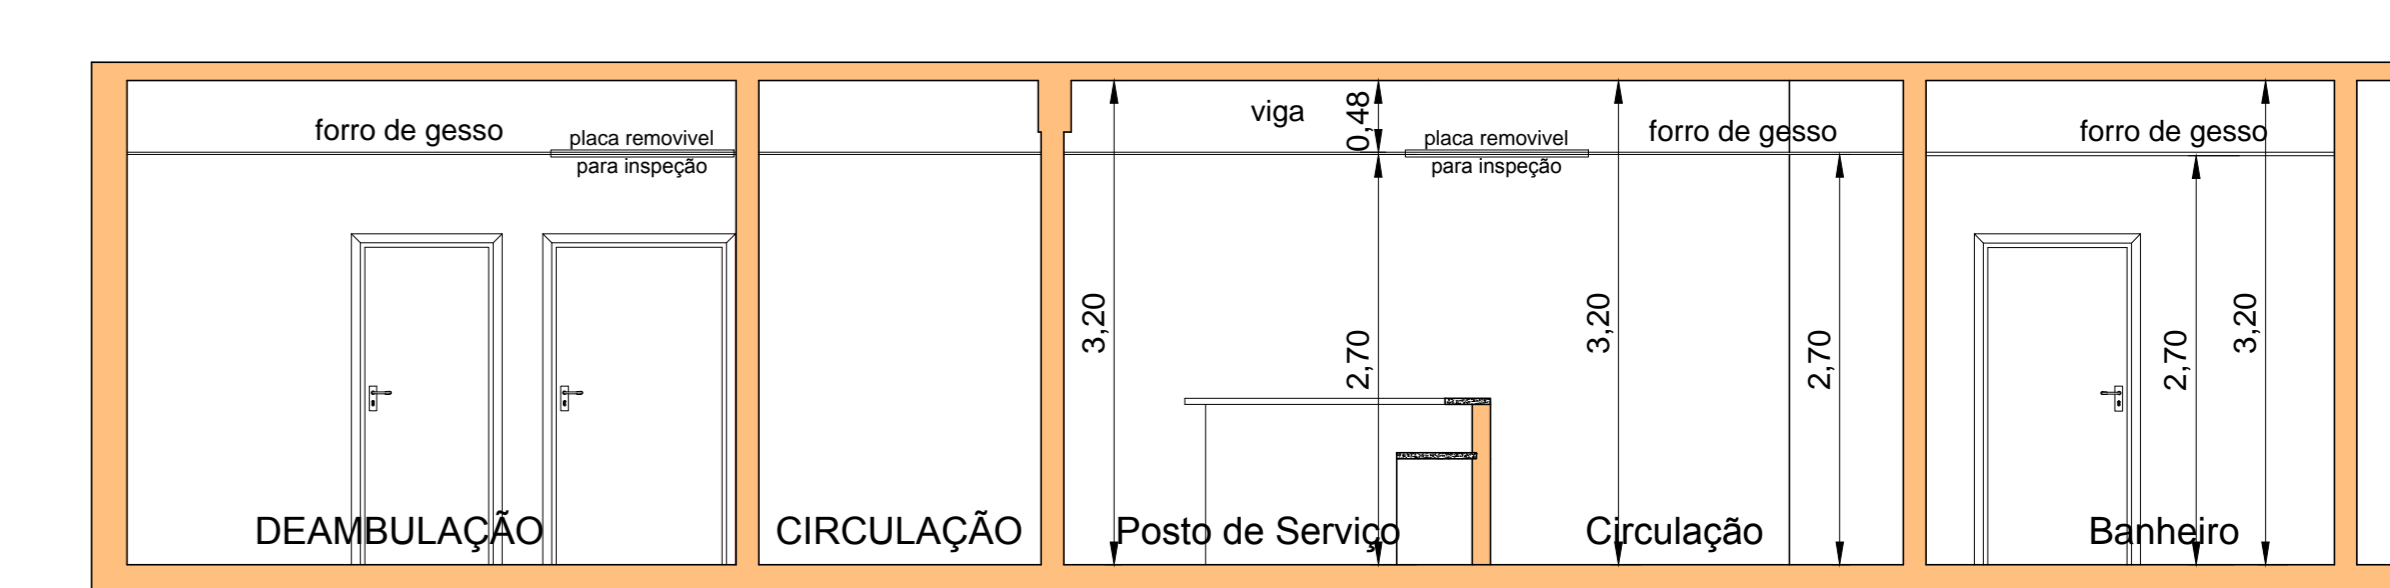 forro de gesso
placa removivel
para inspeção
viga
0,48
placa removivel
para inspeção
forro de gesso
forro de gesso
3,20
2,70
3,20
2,70
2,70
3,20
DEAMBULAÇÃO
CIRCULAÇÃO
Posto de Serviço
Circulação
Banheiro